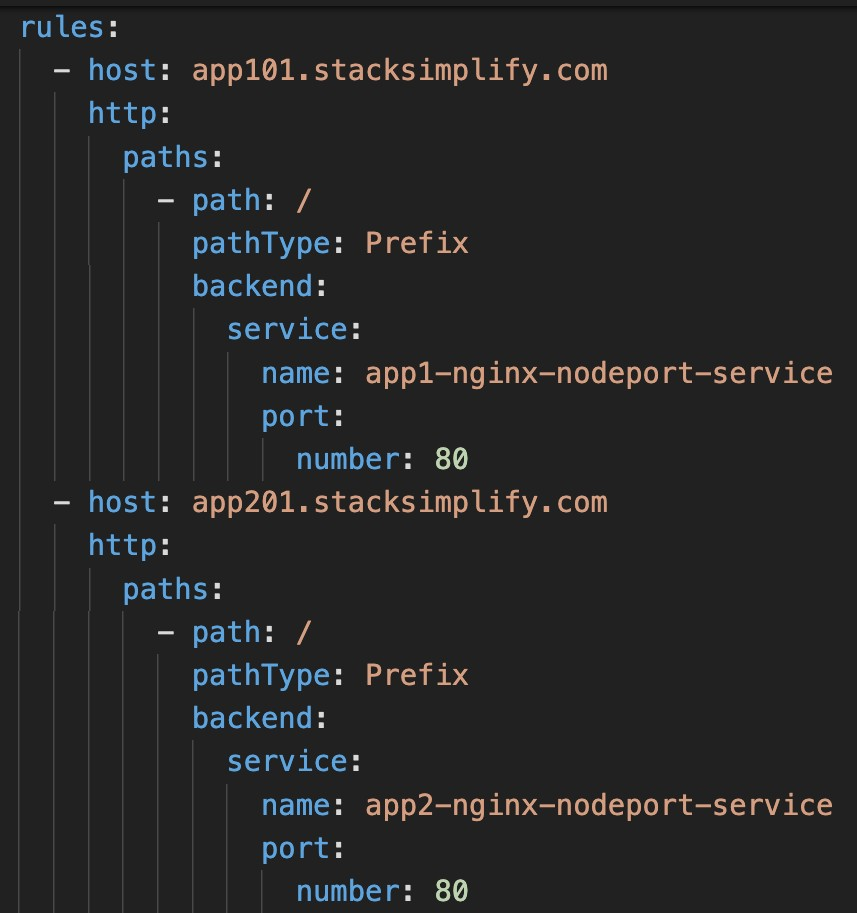 rules:
  - host: app101.stacksimplify.com
    http:
      paths:
        - path: /
          pathType: Prefix
          backend:
            service:
              name: app1-nginx-nodeport-service
              port:
                number: 80
  - host: app201.stacksimplify.com
    http:
      paths:
        - path: /
          pathType: Prefix
          backend:
            service:
              name: app2-nginx-nodeport-service
              port:
                number: 80